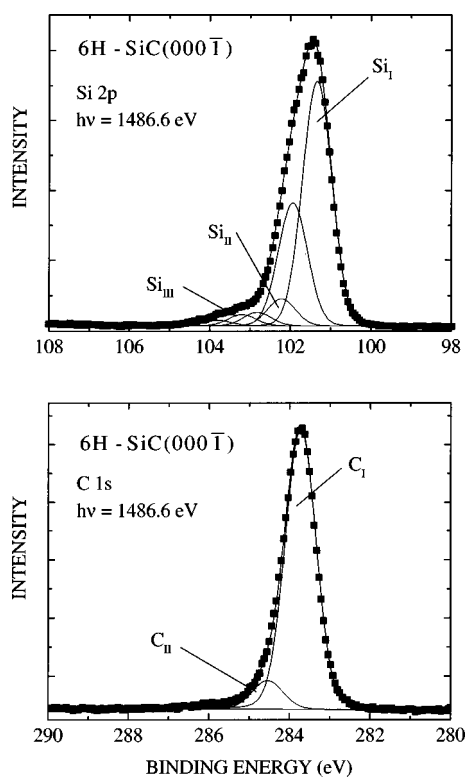 6H - SiC(000 1̅)
Si 2p
hν = 1486.6 eV
Si_I
Si_II
Si_III
INTENSITY
108 106 104 102 100 98
6H - SiC(000 1̅)
C 1s
hν = 1486.6 eV
C_I
C_II
INTENSITY
290 288 286 284 282 280
BINDING ENERGY (eV)